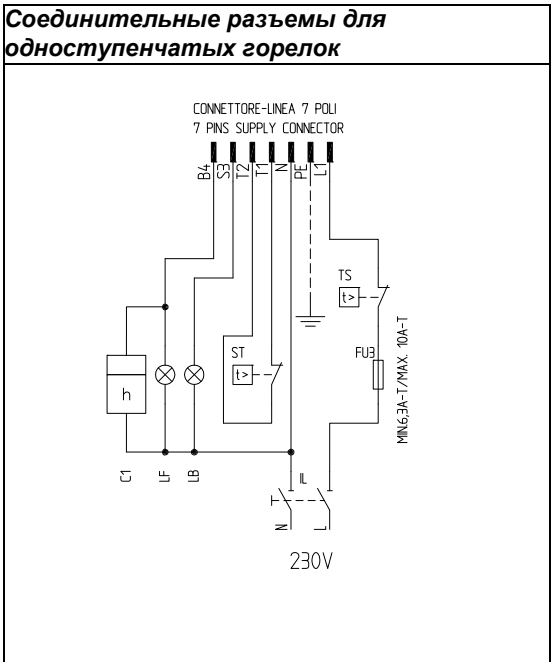 Соединительные разъемы для
одноступенчатых горелок
CONNETTORE-LINEA 7 POLI
7 PINS SUPPLY CONNECTOR
B4
S3
T2
T1
N
PE
L1
TS
t>
FU3
MIN.6,3A-T/MAX. 10A-T
ST
t>
h
C1
LF
LB
IL
N
L
230V